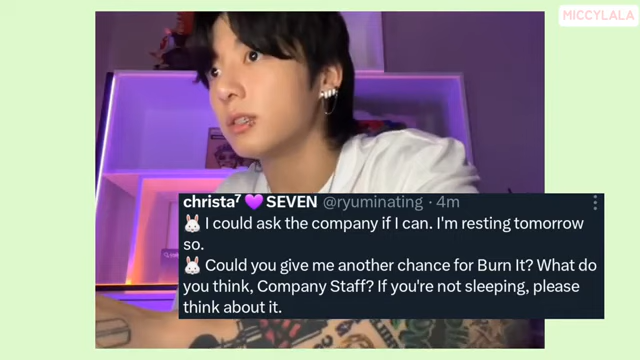 MICCYLALA
christa⁷ 💜 SEVEN @ryuminating · 4m
🐰 I could ask the company if I can. I'm resting tomorrow
so.
🐰 Could you give me another chance for Burn It? What do
you think, Company Staff? If you're not sleeping, please
think about it.